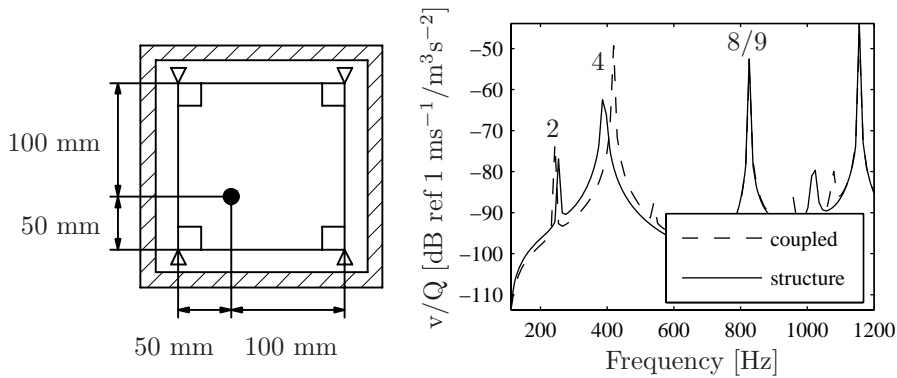 100 mm
50 mm
50 mm
100 mm
v/Q [dB ref 1 ms⁻¹/m³s⁻²]
−50
−60
−70
−80
−90
−100
−110
2
4
8/9
coupled
structure
200
400
600
800
1000
1200
Frequency [Hz]